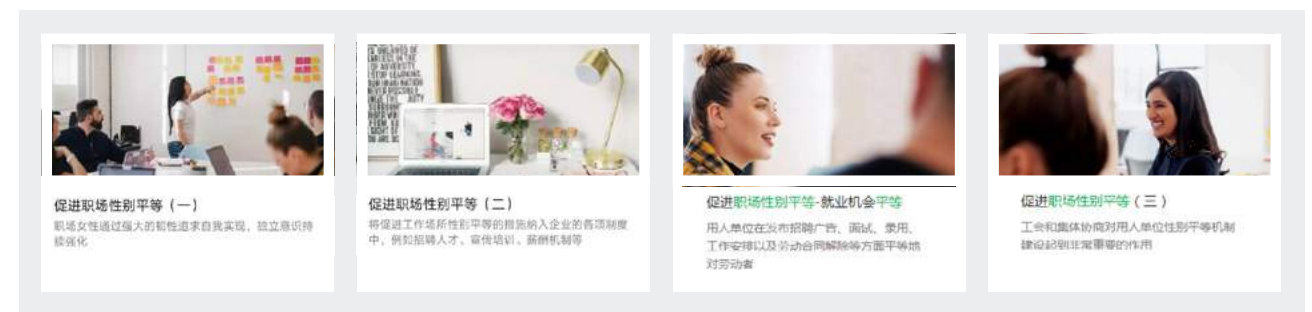 促进职场性别平等（一）
职场女性通过强大的韧性追求自我实现，独立意识持
续强化
促进职场性别平等（二）
将促进工作场所性别平等的措施纳入企业的各项制度
中，例如招聘人才、宣传培训、薪酬机制等
促进职场性别平等-就业机会平等
用人单位在发布招聘广告、面试、录用、
工作安排以及劳动合同解除等方面平等地
对劳动者
促进职场性别平等（三）
工会和集体协商对用人单位性别平等机制
建设起到非常重要的作用